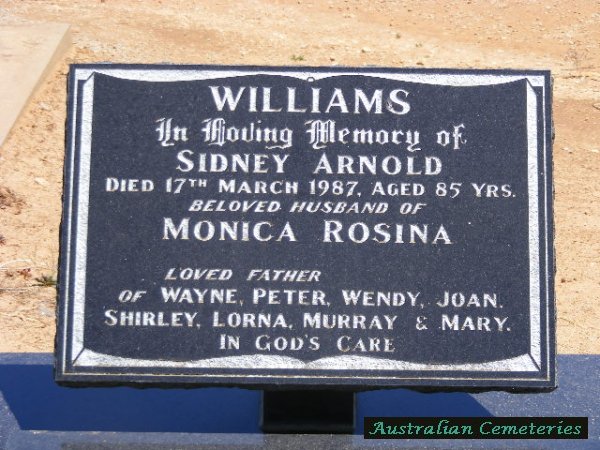 WILLIAMS
In Loving Memory of
SIDNEY ARNOLD
DIED 17TH MARCH 1987, AGED 85 YRS.
BELOVED HUSBAND OF
MONICA ROSINA
LOVED FATHER
OF WAYNE, PETER, WENDY, JOAN,
SHIRLEY, LORNA, MURRAY & MARY.
IN GOD'S CARE
Australian Cemeteries